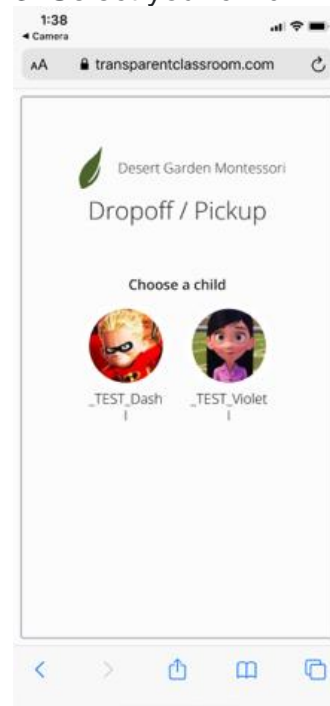 1:38
◀ Camera
AA transparentclassroom.com
Desert Garden Montessori
Dropoff / Pickup
Choose a child
_TEST_Dash _TEST_Violet
I I